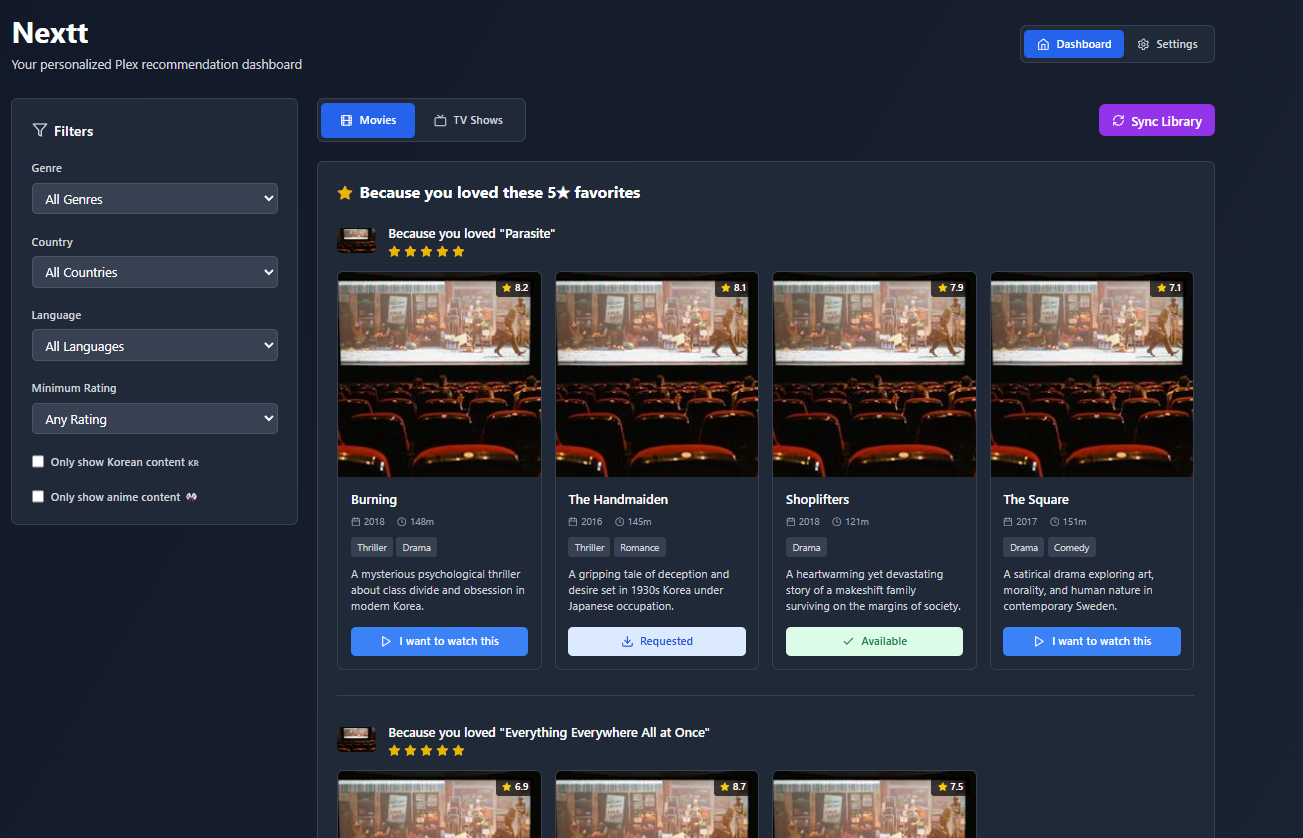 Nextt
Your personalized Plex recommendation dashboard
Dashboard
Settings
Filters
Genre
All Genres
Country
All Countries
Language
All Languages
Minimum Rating
Any Rating
Only show Korean content KR
Only show anime content
Movies
TV Shows
Sync Library
Because you loved these 5★ favorites
Because you loved "Parasite"
8.2
Burning
2018 148m
Thriller Drama
A mysterious psychological thriller
about class divide and obsession in
modern Korea.
I want to watch this
8.1
The Handmaiden
2016 145m
Thriller Romance
A gripping tale of deception and
desire set in 1930s Korea under
Japanese occupation.
Requested
7.9
Shoplifters
2018 121m
Drama
A heartwarming yet devastating
story of a makeshift family
surviving on the margins of society.
Available
7.1
The Square
2017 151m
Drama Comedy
A satirical drama exploring art,
morality, and human nature in
contemporary Sweden.
I want to watch this
Because you loved "Everything Everywhere All at Once"
6.9
8.7
7.5